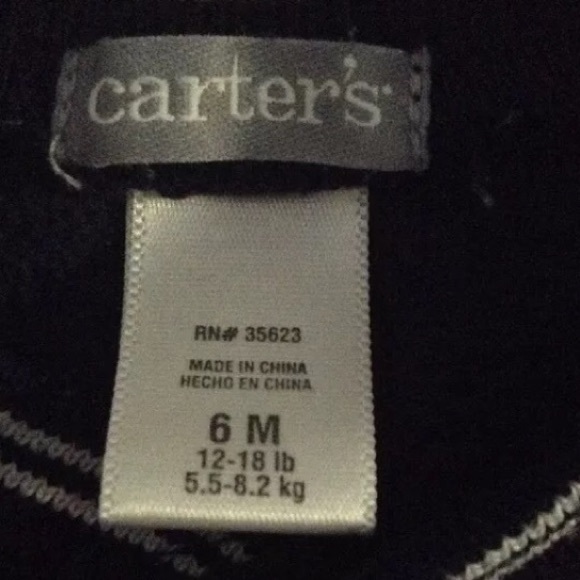 carter's
RN# 35623
MADE IN CHINA
HECHO EN CHINA
6 M
12-18 lb
5.5-8.2 kg